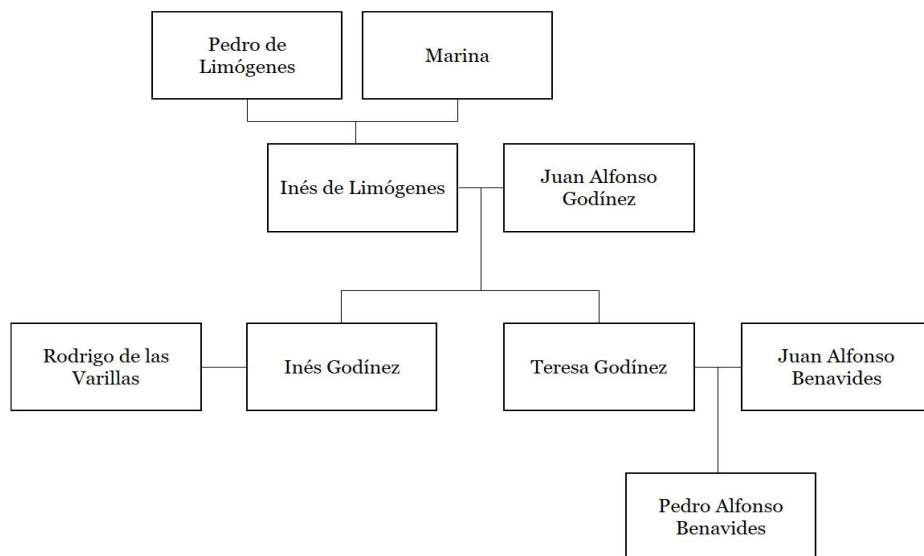 Pedro de
Limógenes
Marina
Inés de Limógenes
Juan Alfonso
Godínez
Rodrigo de las
Varillas
Inés Godínez
Teresa Godínez
Juan Alfonso
Benavides
Pedro Alfonso
Benavides